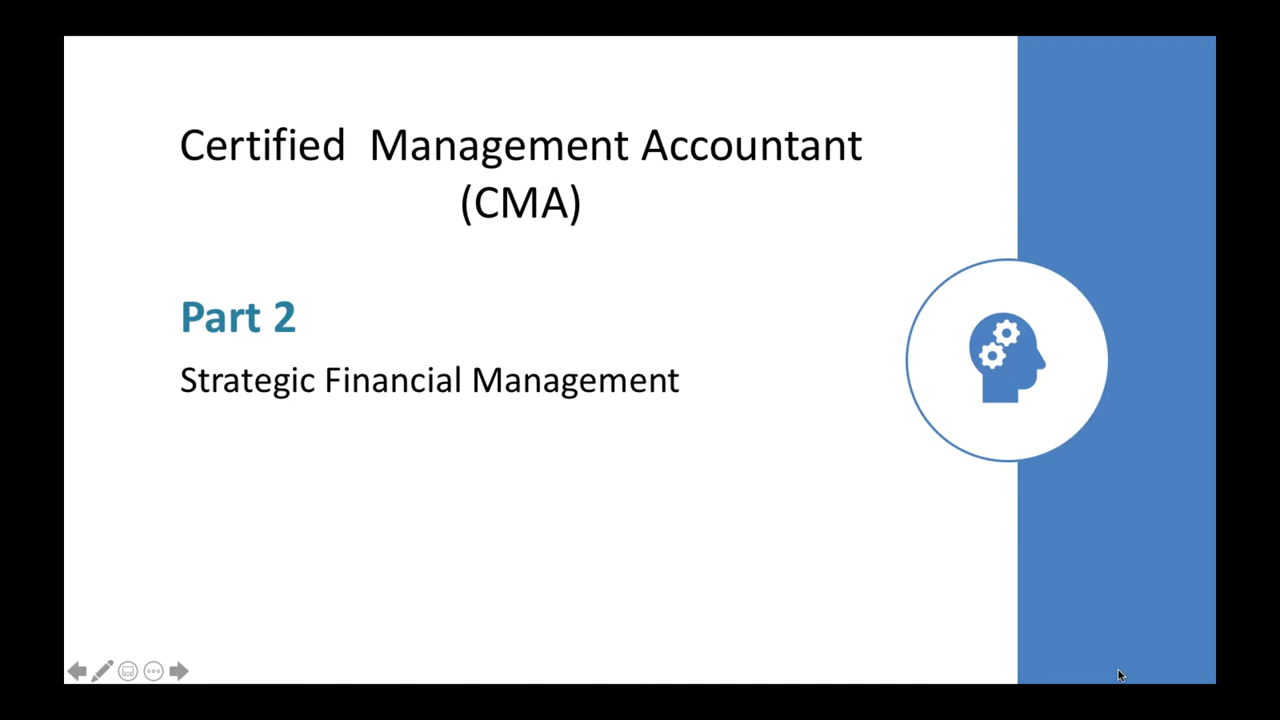 Certified  Management Accountant
(CMA)
Part 2
Strategic Financial Management